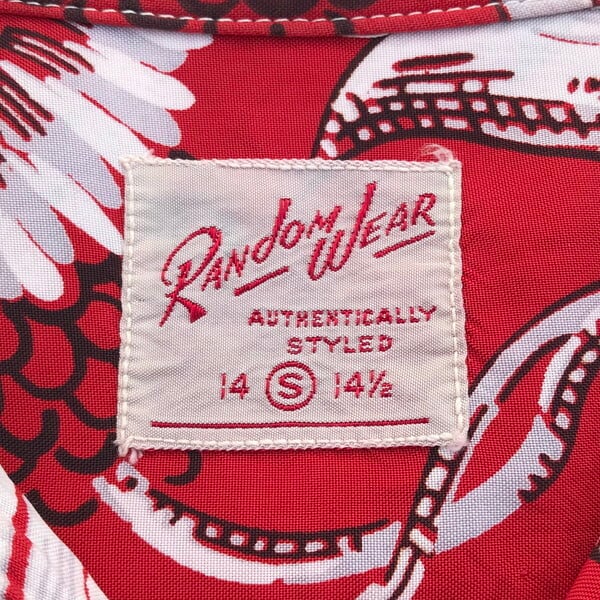 Random Wear
AUTHENTICALLY
STYLED
14 S 14½